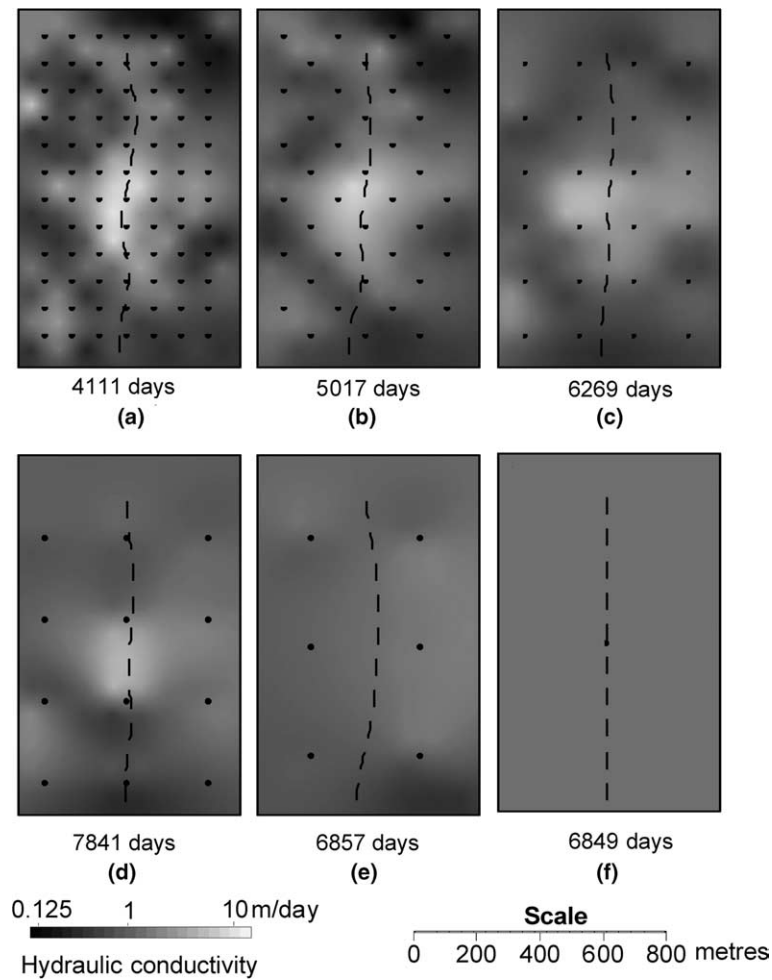 4111 days
5017 days
6269 days
(a)
(b)
(c)
7841 days
6857 days
6849 days
(d)
(e)
(f)
0.125 1 10 m/day
Hydraulic conductivity
Scale
0 200 400 600 800 metres